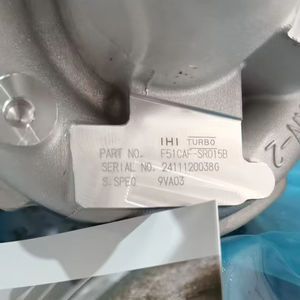 IHI TURBO
PART NO. F51CAF-SR015B
SERIAL NO. 24111200386
S.SPEC 9VA03